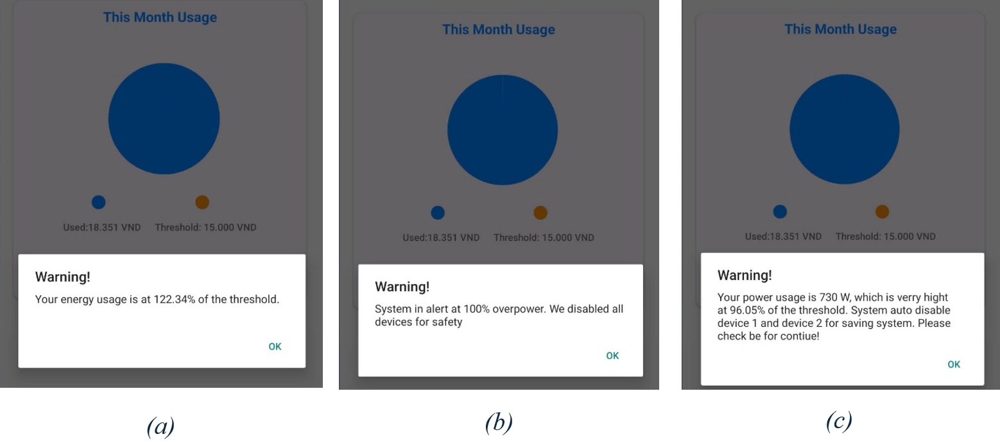 This Month Usage
Used:18.351 VND
Threshold: 15.000 VND
Warning!
Your energy usage is at 122.34% of the threshold.
OK
(a)
This Month Usage
Used:18.351 VND
Threshold: 15.000 VND
Warning!
System in alert at 100% overpower. We disabled all
devices for safety
OK
(b)
This Month Usage
Used:18.351 VND
Threshold: 15.000 VND
Warning!
Your power usage is 730 W, which is verry hight
at 96.05% of the threshold. System auto disable
device 1 and device 2 for saving system. Please
check be for contiue!
OK
(c)